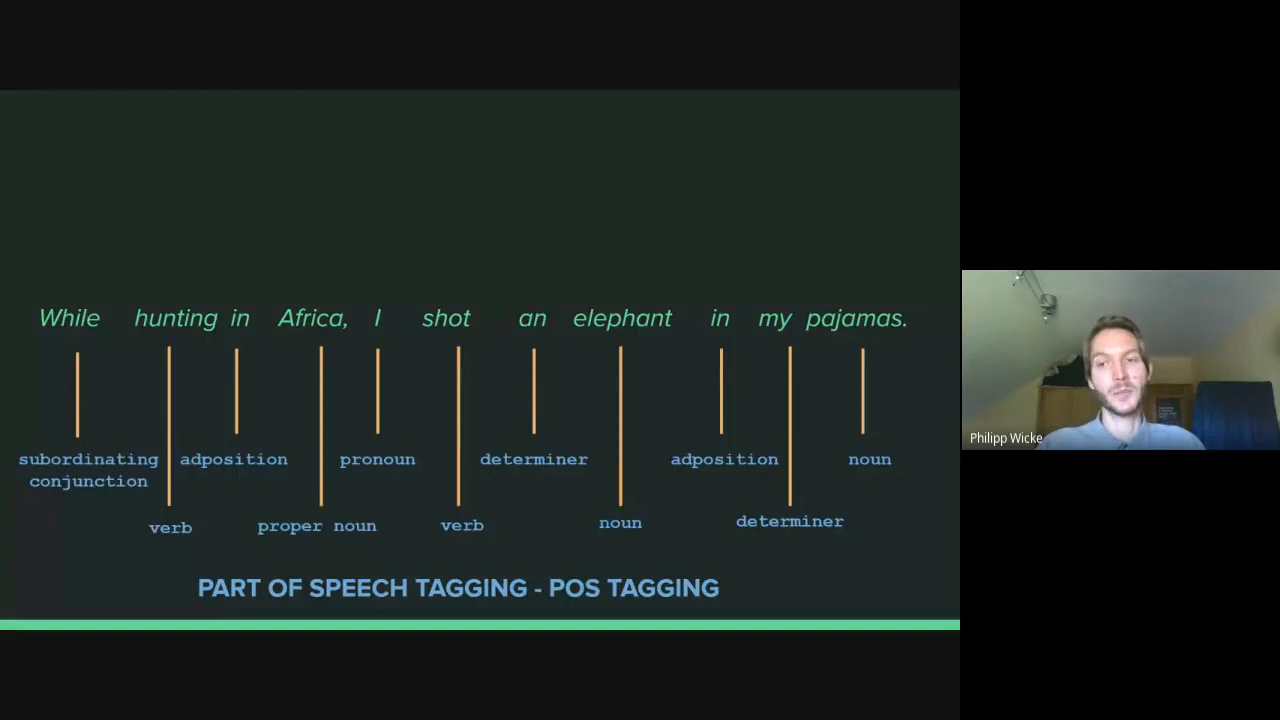 While hunting in Africa, I shot an elephant in my pajamas.
subordinating adposition pronoun determiner adposition noun
conjunction
verb proper noun verb noun determiner
PART OF SPEECH TAGGING - POS TAGGING
Philipp Wicke